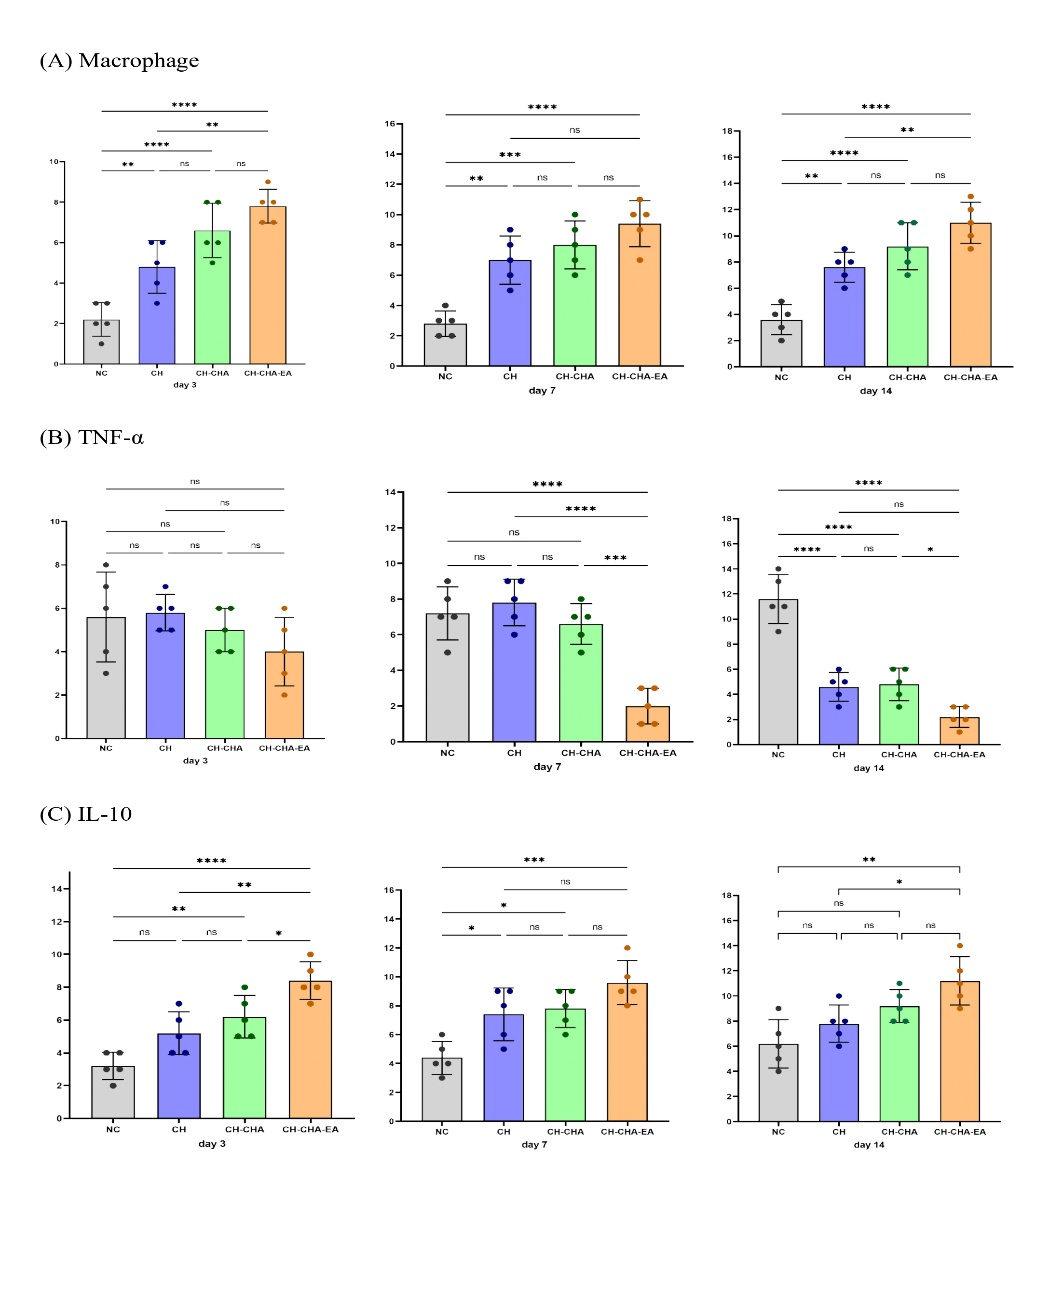 (A) Macrophage
****
**
****
** ns ns
10
8
6
4
2
0
NC CH CH-CHA CH-CHA-EA
day 3
****
ns
***
** ns ns
16
14
12
10
8
6
4
2
0
NC CH CH-CHA CH-CHA-EA
day 7
****
**
****
** ns ns
18
16
14
12
10
8
6
4
2
0
NC CH CH-CHA CH-CHA-EA
day 14
(B) TNF-α
ns
ns
ns
ns ns ns
10
8
6
4
2
0
NC CH CH-CHA CH-CHA-EA
day 3
****
****
ns
ns ns ***
14
12
10
8
6
4
2
0
NC CH CH-CHA CH-CHA-EA
day 7
****
ns
****
**** ns *
18
16
14
12
10
8
6
4
2
0
NC CH CH-CHA CH-CHA-EA
day 14
(C) IL-10
****
**
**
ns ns *
14
12
10
8
6
4
2
0
NC CH CH-CHA CH-CHA-EA
day 3
***
ns
*
* ns ns
16
14
12
10
8
6
4
2
0
NC CH CH-CHA CH-CHA-EA
day 7
**
*
ns
ns ns ns
18
16
14
12
10
8
6
4
2
0
NC CH CH-CHA CH-CHA-EA
day 14